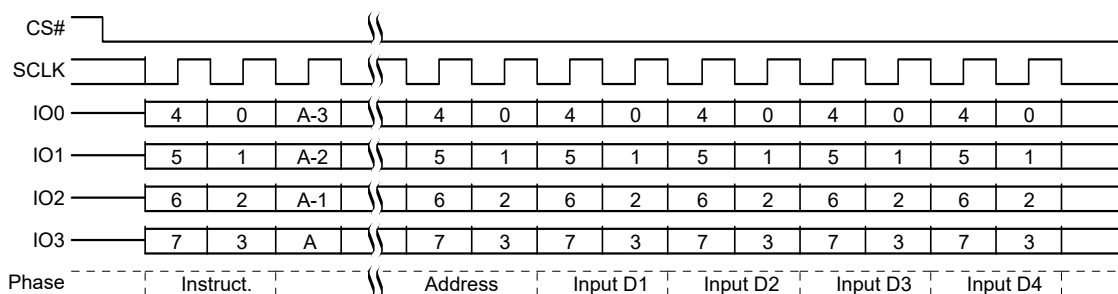 CS#
SCLK
IO0 4 0 A-3 4 0 4 0 4 0 4 0 4 0
IO1 5 1 A-2 5 1 5 1 5 1 5 1 5 1
IO2 6 2 A-1 6 2 6 2 6 2 6 2 6 2
IO3 7 3 A 7 3 7 3 7 3 7 3 7 3
Phase Instruct. Address Input D1 Input D2 Input D3 Input D4